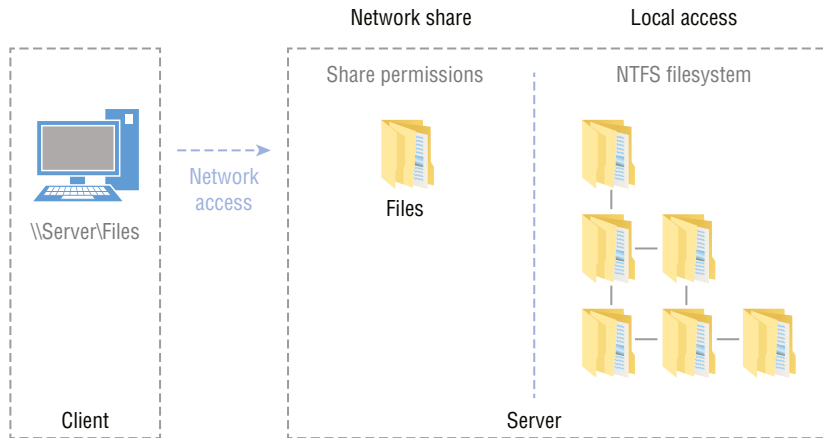 Network share
Local access
Share permissions
NTFS filesystem
Network
access
Files
\\Server\Files
Client
Server